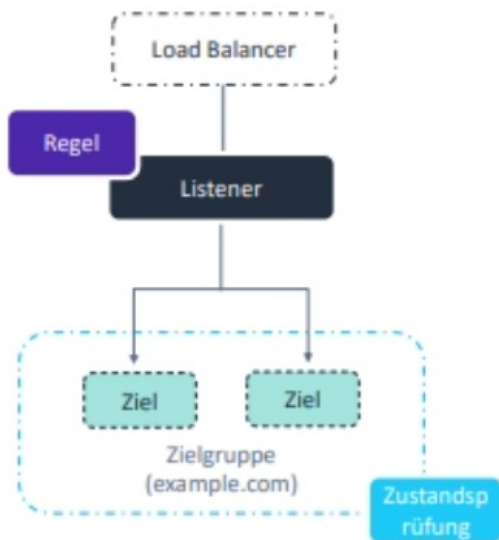 Load Balancer
Regel
Listener
Ziel
Ziel
Zielgruppe
(example.com)
Zustandsp
rüfung